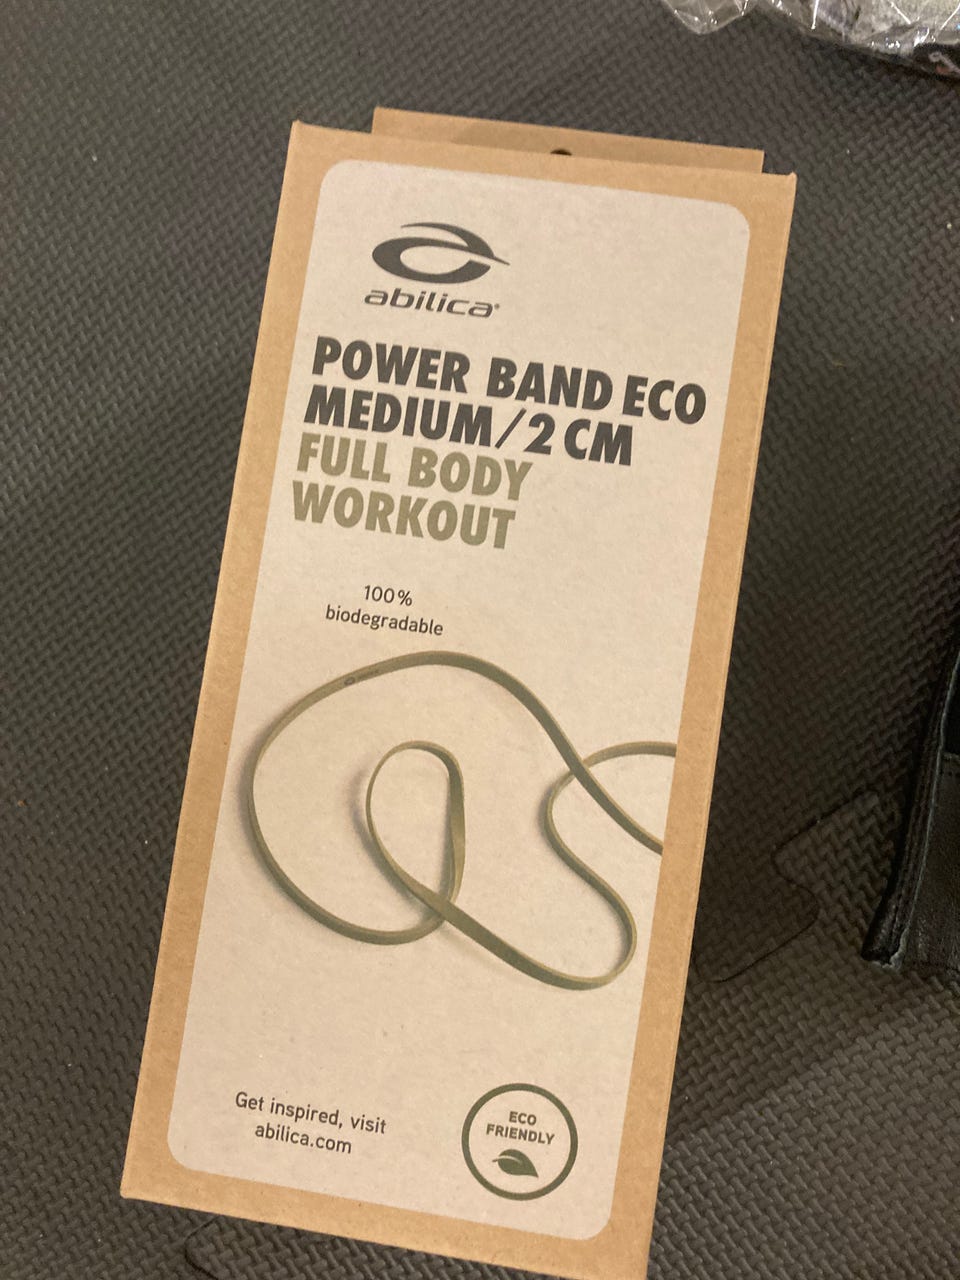 abilica®
POWER BAND ECO
MEDIUM/2 CM
FULL BODY
WORKOUT
100%
biodegradable
Get inspired, visit
abilica.com
ECO
FRIENDLY